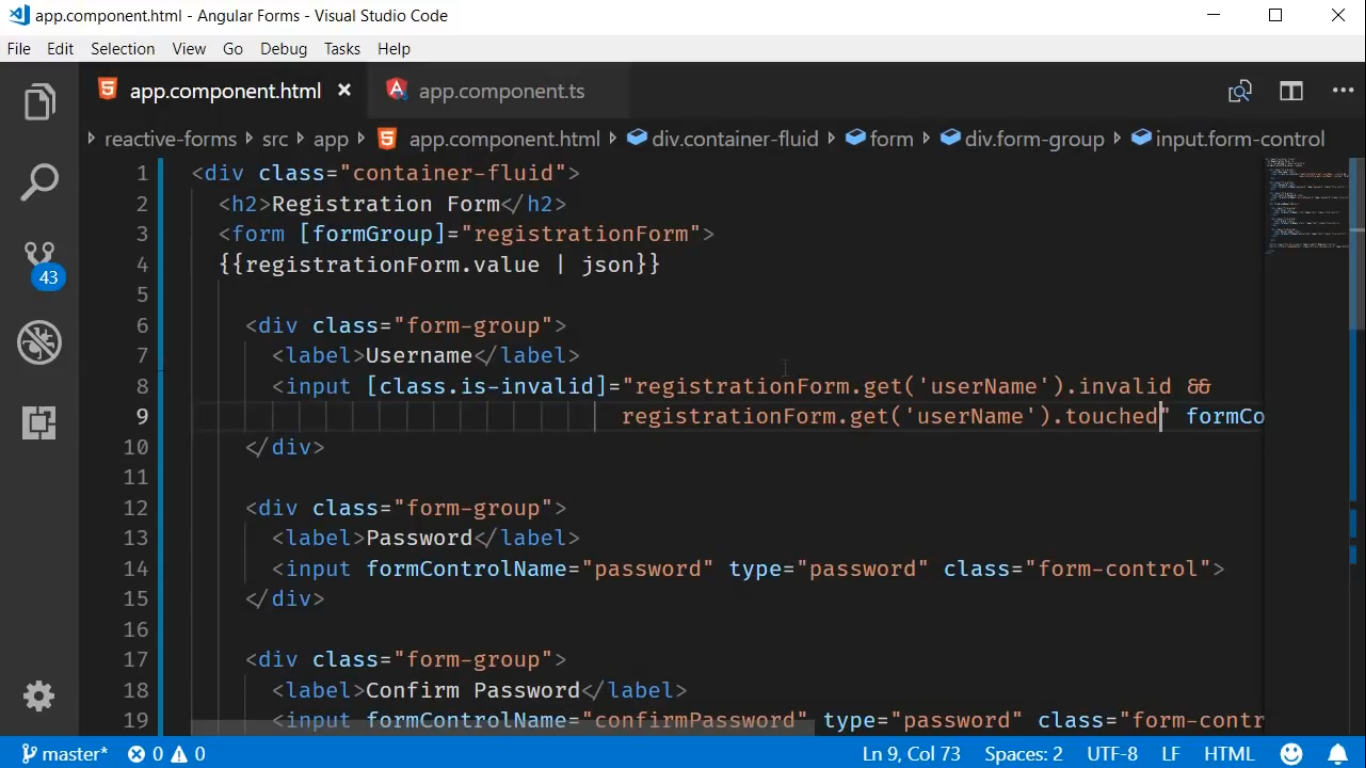 app.component.html - Angular Forms - Visual Studio Code
File Edit Selection View Go Debug Tasks Help
app.component.html app.component.ts
reactive-forms src app app.component.html div.container-fluid form div.form-group input.form-control
1 <div class="container-fluid">
2 <h2>Registration Form</h2>
3 <form [formGroup]="registrationForm">
4 {{registrationForm.value | json}}
5
6 <div class="form-group">
7 <label>Username</label>
8 <input [class.is-invalid]="registrationForm.get('userName').invalid &&
9 registrationForm.get('userName').touched" formCo
10 </div>
11
12 <div class="form-group">
13 <label>Password</label>
14 <input formControlName="password" type="password" class="form-control">
15 </div>
16
17 <div class="form-group">
18 <label>Confirm Password</label>
19 <input formControlName="confirmPassword" type="password" class="form-contr
43
master* 0 0 Ln 9, Col 73 Spaces: 2 UTF-8 LF HTML